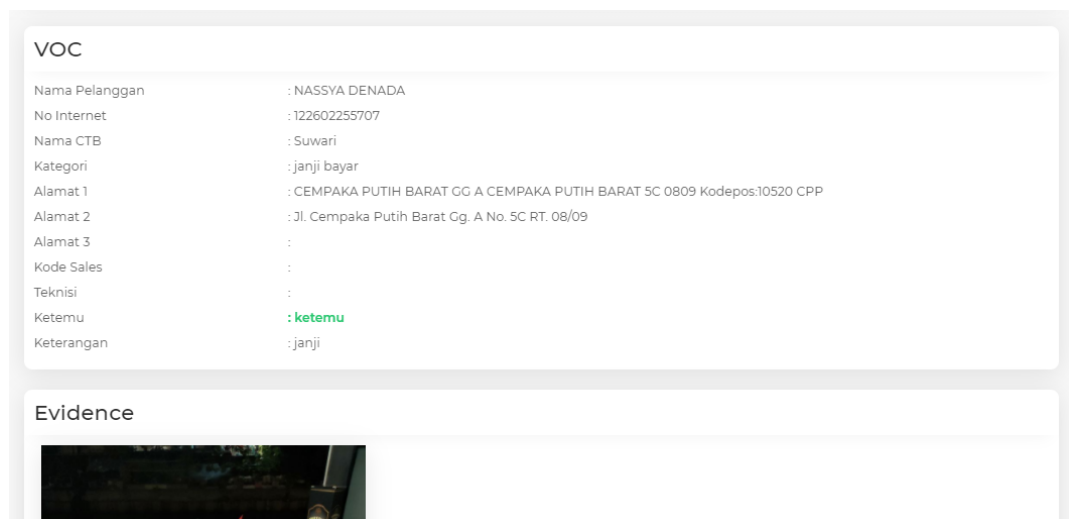 VOC
Nama Pelanggan : NASSYA DENADA
No Internet : 122602255707
Nama CTB : Suwari
Kategori : janji bayar
Alamat 1 : CEMPAKA PUTIH BARAT GG A CEMPAKA PUTIH BARAT 5C 0809 Kodepos:10520 CPP
Alamat 2 : Jl. Cempaka Putih Barat Gg. A No. 5C RT. 08/09
Alamat 3 :
Kode Sales :
Teknisi :
Ketemu : ketemu
Keterangan : janji
Evidence